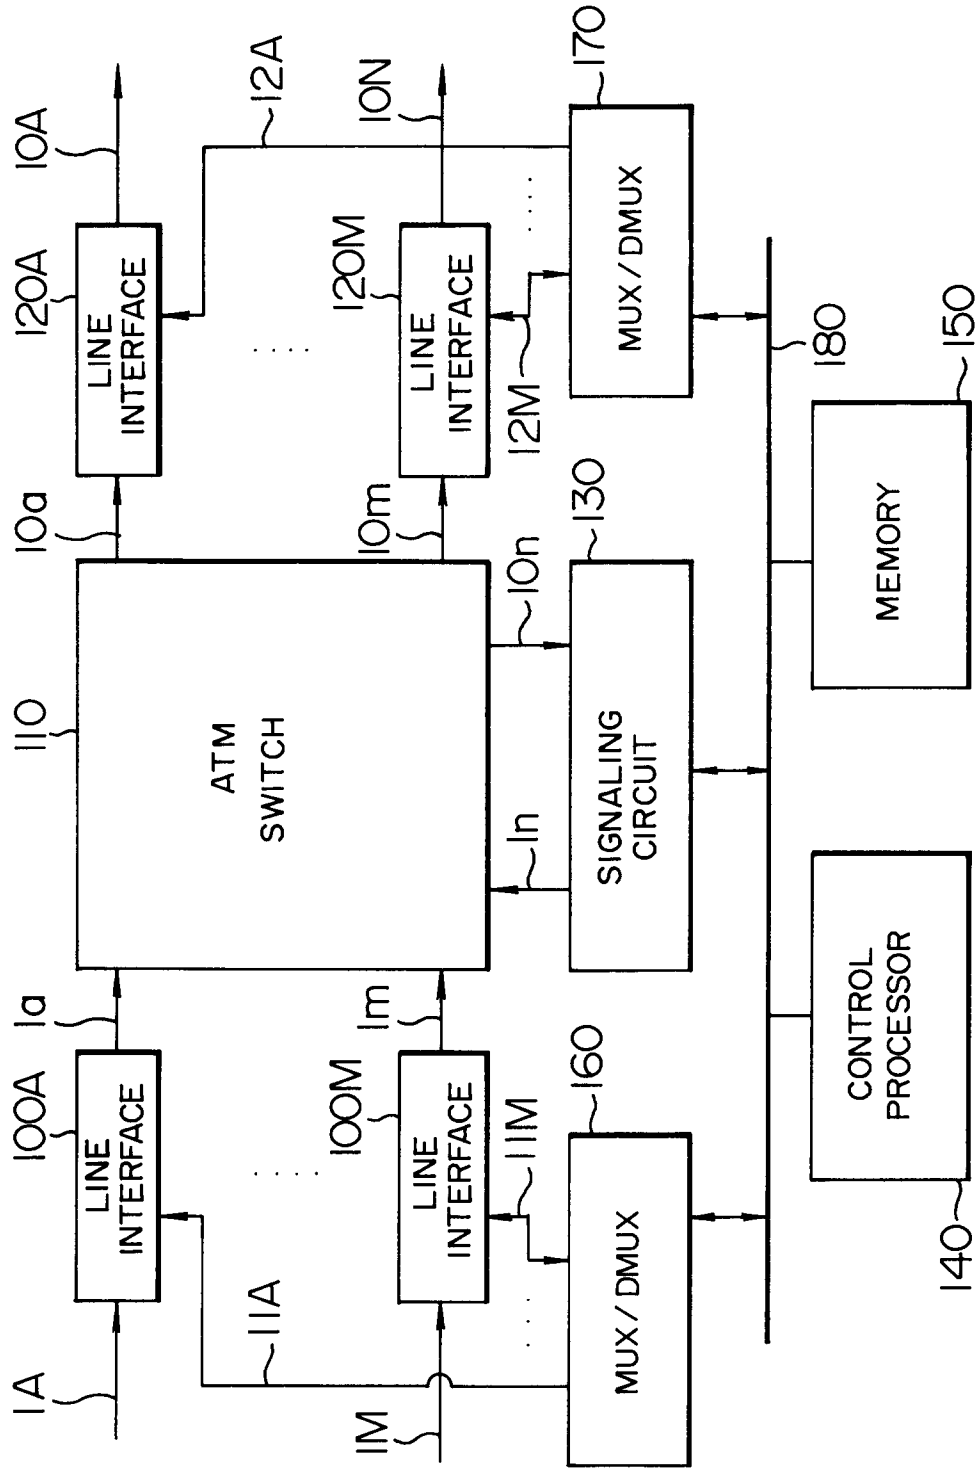 1A
100A
LINE
INTERFACE
1a
110
ATM
SWITCH
10a
120A
LINE
INTERFACE
10A
11A
12A
1M
100M
LINE
INTERFACE
1m
10m
120M
LINE
INTERFACE
10N
11M
1n
10n
12M
160
MUX/DMUX
130
SIGNALING
CIRCUIT
170
MUX/DMUX
180
140
CONTROL
PROCESSOR
150
MEMORY